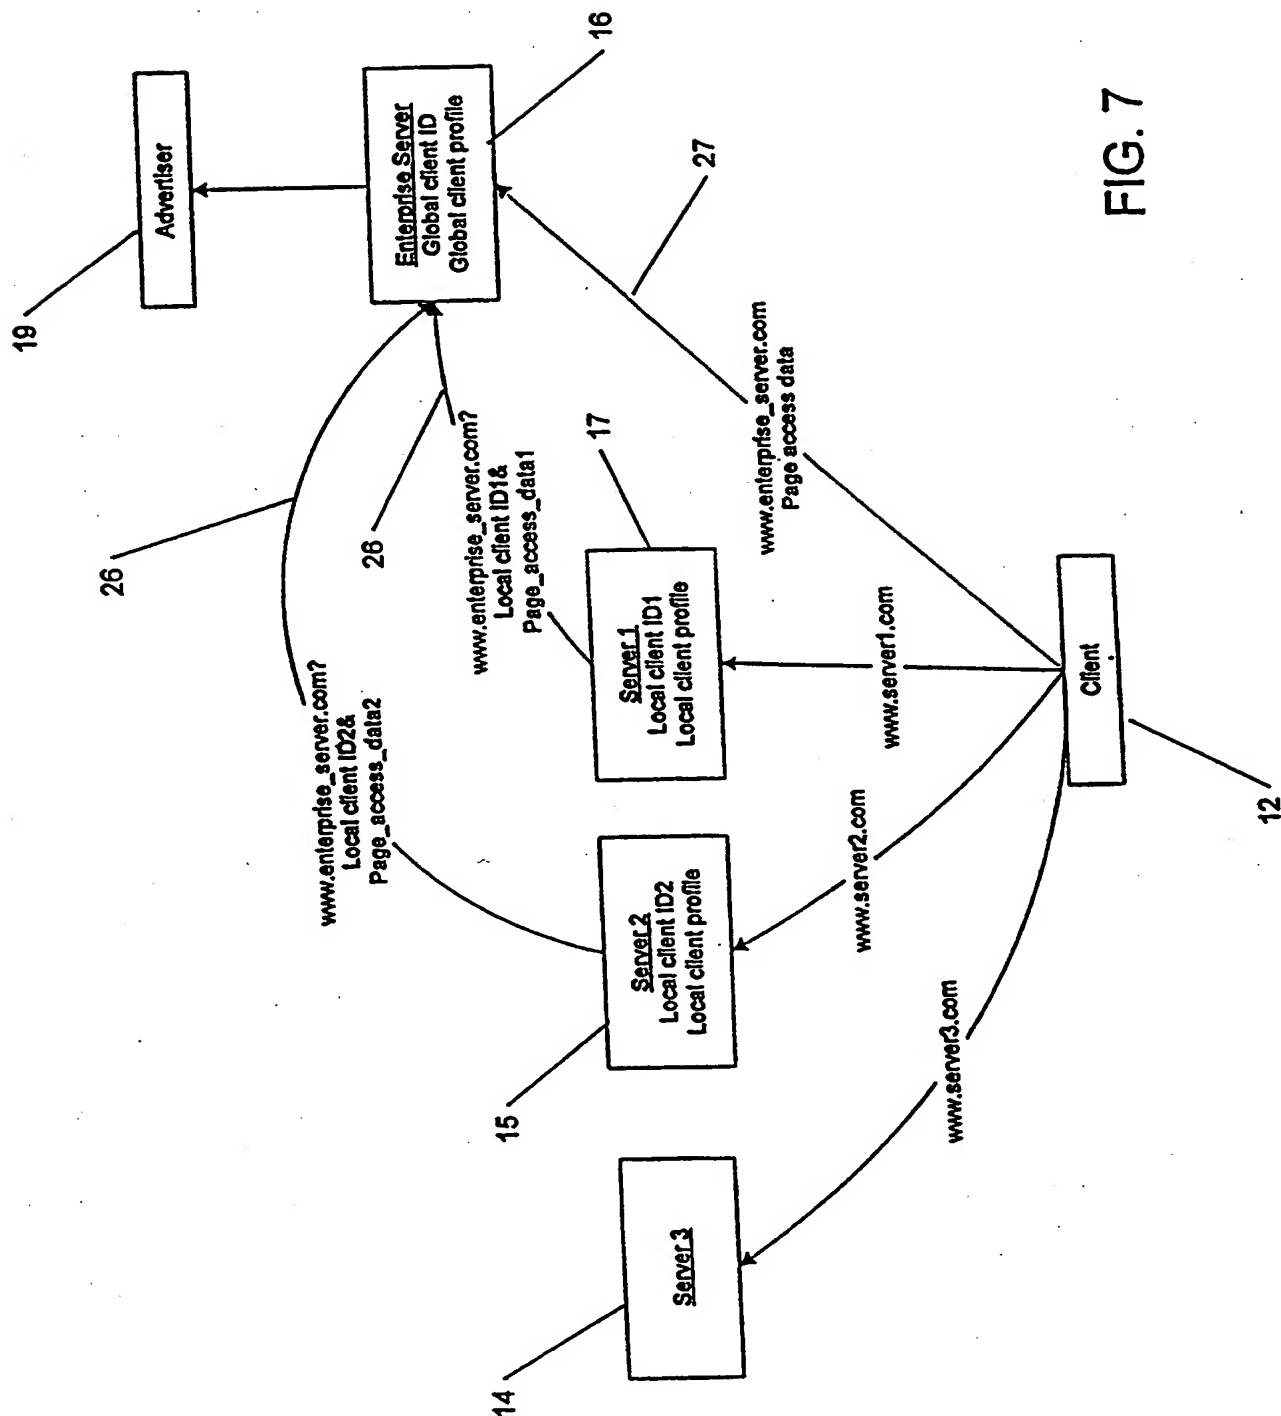 19
26
Advertiser
www.enterprise_server.com?
Local client ID2&
Page_access_data2
26
Enterprise Server
Global client ID
Global client profile
www.enterprise_server.com?
Local client ID1&
Page_access_data1
14
15
17
16
Server 3
Server 2
Local client ID2
Local client profile
Server 1
Local client ID1
Local client profile
27
www.enterprise_server.com
Page access data
www.server3.com
www.server2.com
www.server1.com
Client
12
FIG. 7